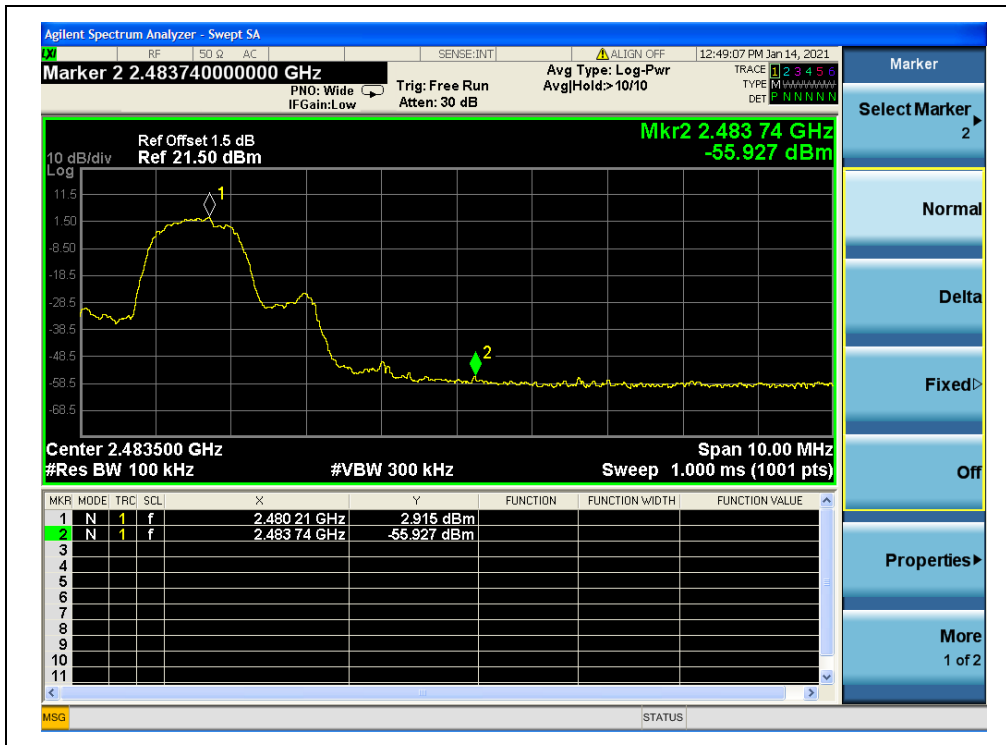 Agilent Spectrum Analyzer - Swept SA
LXI RF 50 Ω AC SENSE:INT ALIGN OFF 12:49:07 PM Jan 14, 2021
Marker 2 2.483740000000 GHz
PNO: Wide
IFGain:Low
Trig: Free Run
Atten: 30 dB
Avg Type: Log-Pwr
Avg|Hold:>10/10
TRACE 1 2 3 4 5 6
TYPE M
DET P N N N N N
Mkr2 2.483 74 GHz
-55.927 dBm
Ref Offset 1.5 dB
10 dB/div Ref 21.50 dBm
Log
11.5
1.50
-8.50
-18.5
-28.5
-38.5
-48.5
-58.5
-68.5
1
2
Center 2.483500 GHz Span 10.00 MHz
#Res BW 100 kHz #VBW 300 kHz Sweep 1.000 ms (1001 pts)
MKR MODE TRC SCL X Y FUNCTION FUNCTION WIDTH FUNCTION VALUE
1 N 1 f 2.480 21 GHz 2.915 dBm
2 N 1 f 2.483 74 GHz -55.927 dBm
3
4
5
6
7
8
9
10
11
MSG STATUS
Marker
Select Marker
2
Normal
Delta
Fixed
Off
Properties
More
1 of 2